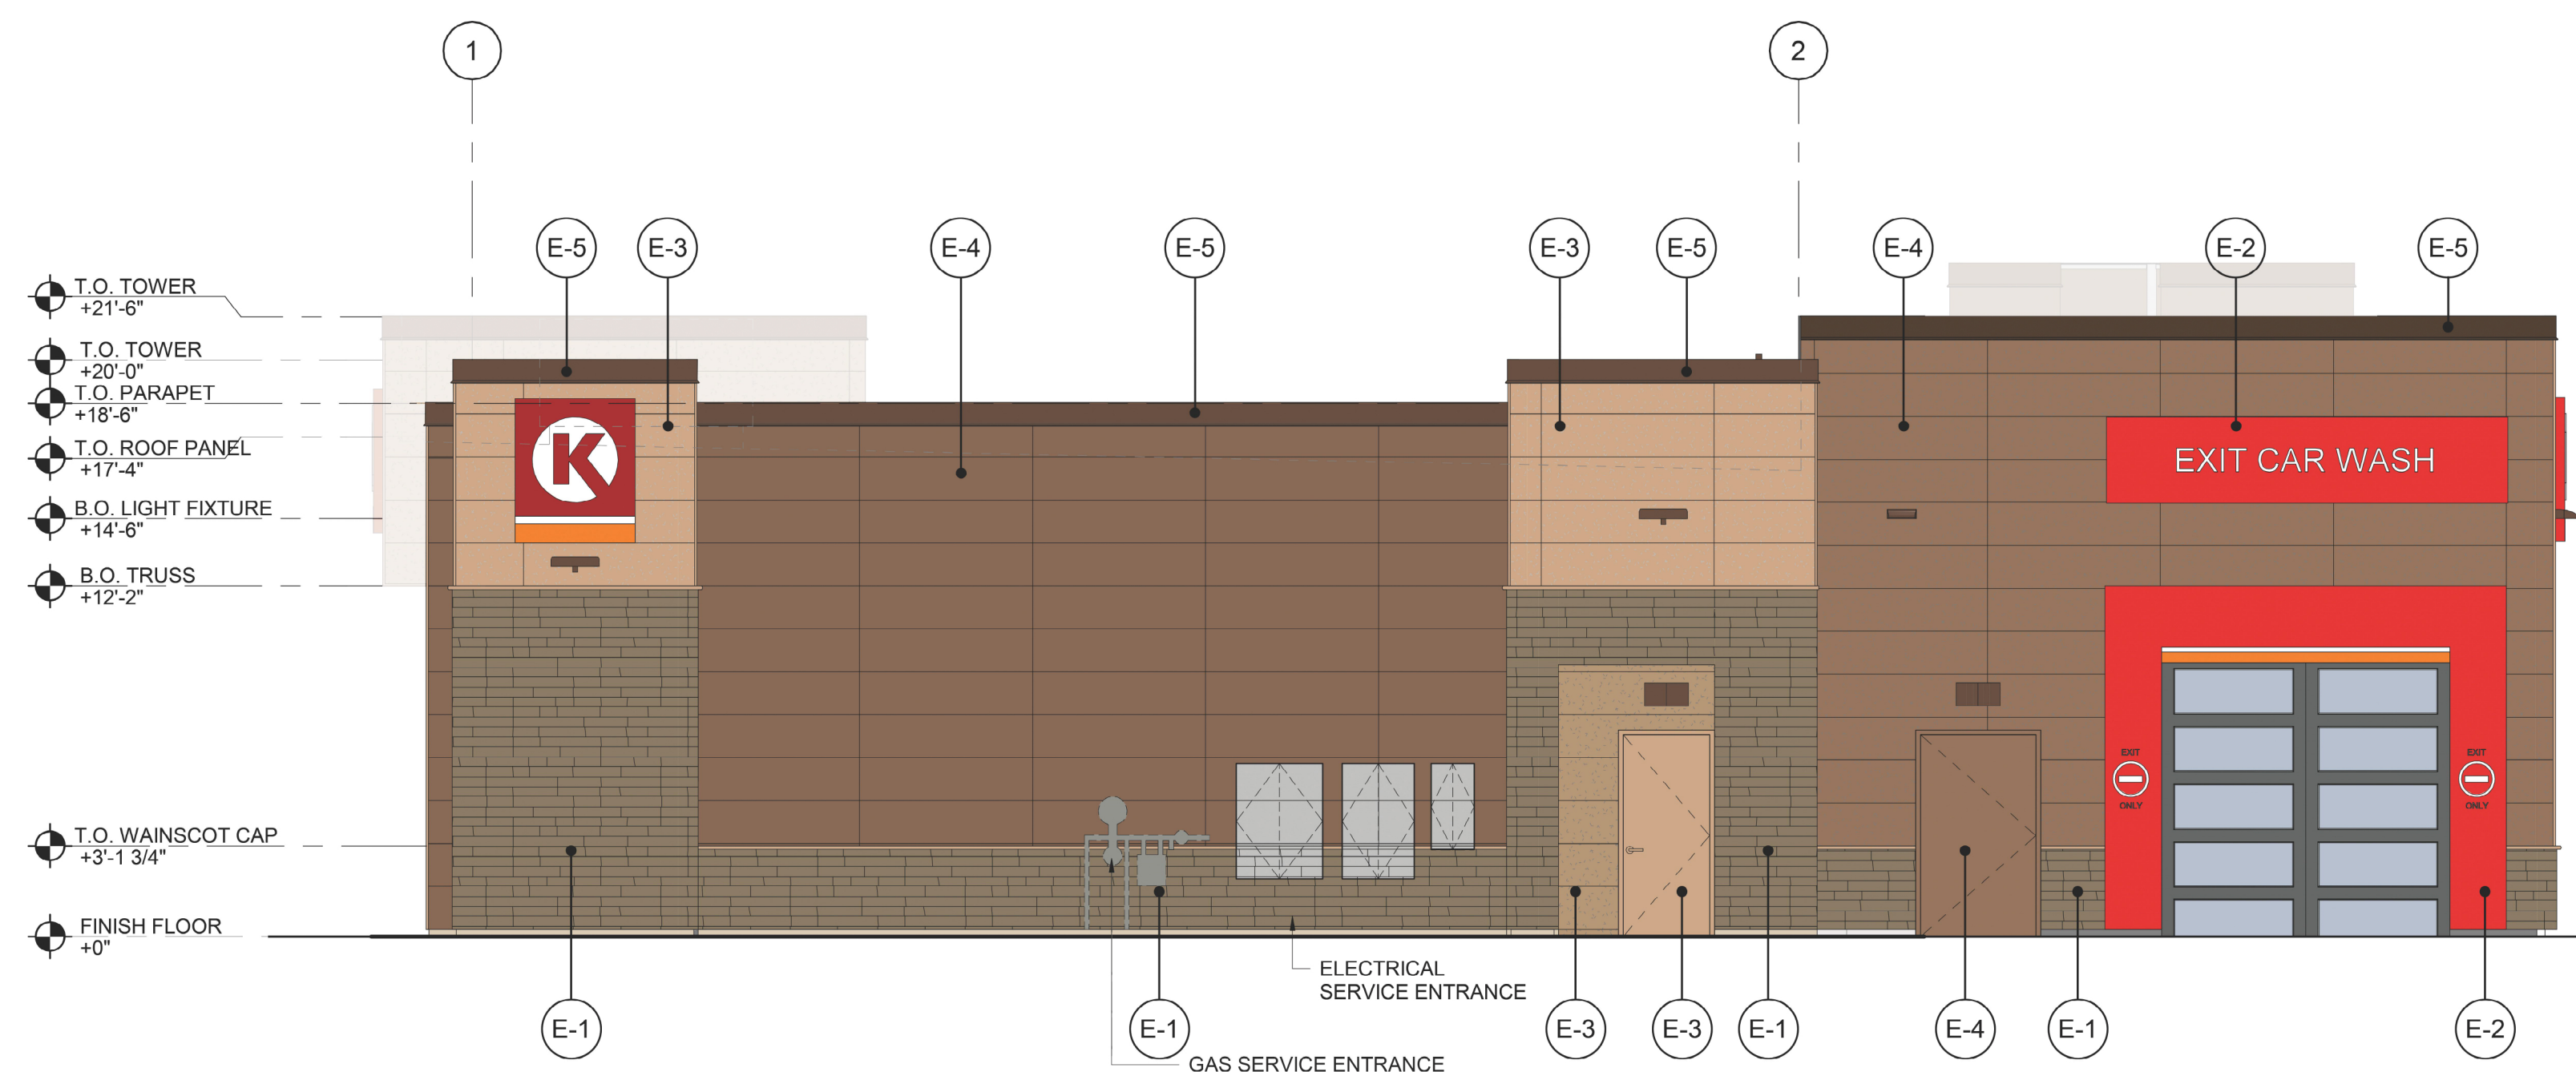 1
2
E-5
E-3
E-4
E-5
E-3
E-5
E-4
E-2
E-5
T.O. TOWER
+21'-6"
T.O. TOWER
+20'-0"
T.O. PARAPET
+18'-6"
T.O. ROOF PANEL
+17'-4"
B.O. LIGHT FIXTURE
+14'-6"
B.O. TRUSS
+12'-2"
T.O. WAINSCOT CAP
+3'-1 3/4"
FINISH FLOOR
+0"
K
EXIT CAR WASH
EXIT
ONLY
EXIT
ONLY
ELECTRICAL
SERVICE ENTRANCE
E-1
E-1
E-3
E-3
E-1
E-4
E-1
E-2
GAS SERVICE ENTRANCE